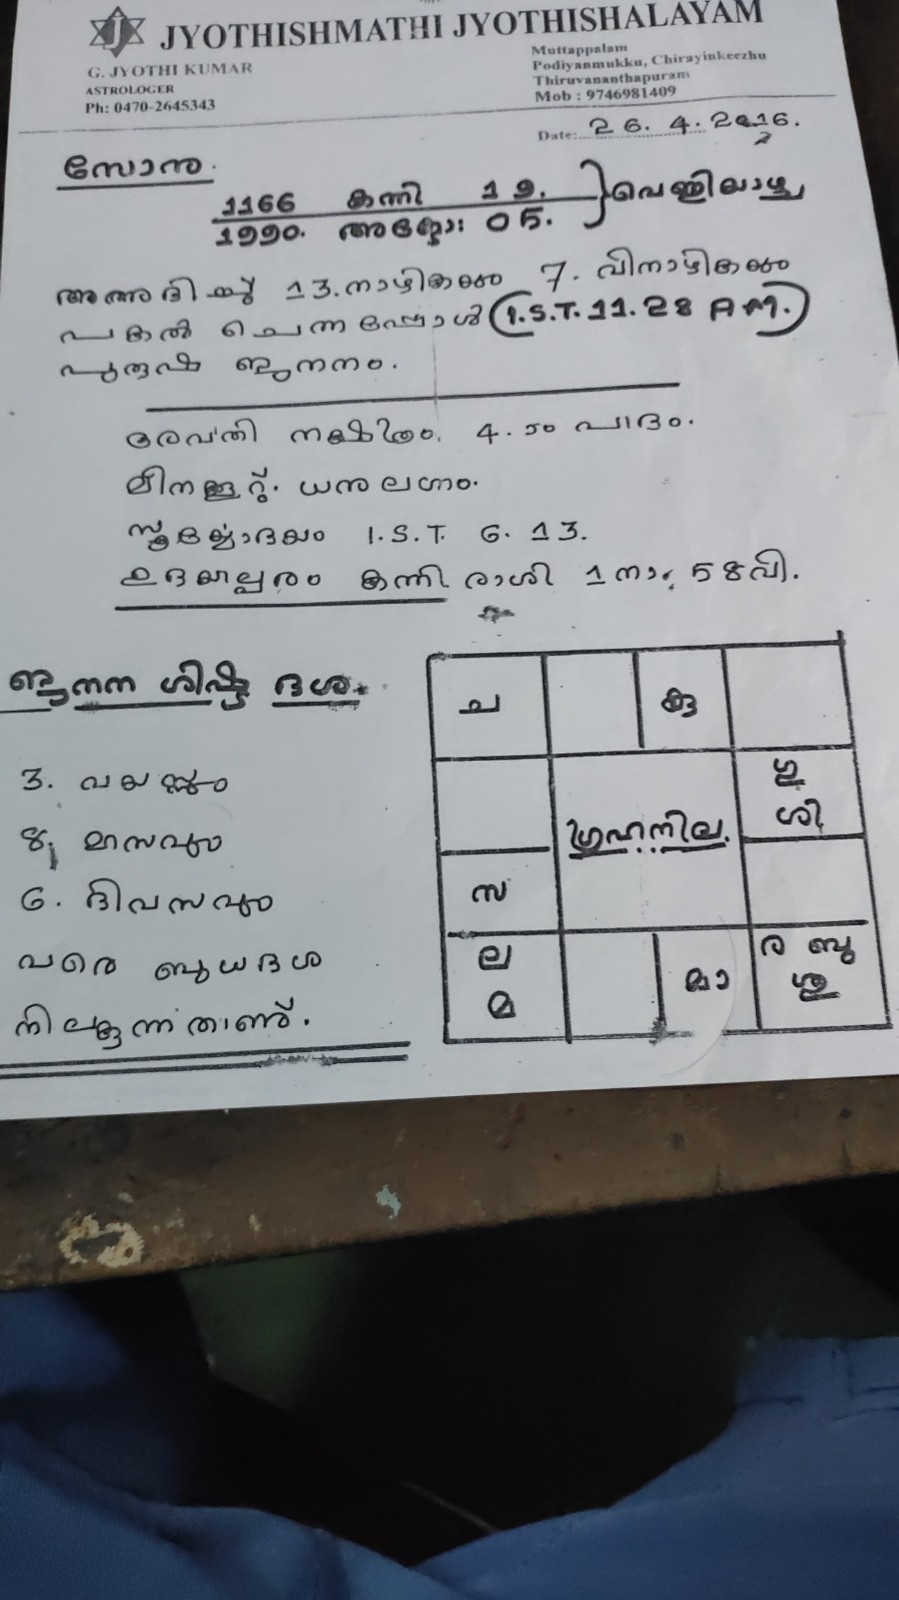 JYOTHISHMATHI JYOTHISHALAYAM
G. JYOTHI KUMAR
ASTROLOGER
Ph: 0470-2645343
Muttappalam
Podiyanmukku, Chirayinkeezhu
Thiruvananthapuram
Mob : 9746981409
Date: 26.4.2016.
സോനു.
1166 കന്നി 19. വെള്ളിയാഴ്ച
1990. ഒക്ടോ: 05.
അന്നുദിച്ചു 13. നാഴികയും 7. വിനാഴികയും
പകൽ ചെന്നപ്പോൾ (I.S.T. 11.28 AM.)
പുരുഷ ജനനം.
രേവതി നക്ഷത്രം. 4.ാം പാദം.
മീനക്കൂറ്. ധനു ലഗ്നം.
സൂര്യോദയം I.S.T. 6.13.
ഉദയാല്പരം കന്നി രാശി 1നാ, 58വി.
ജനന ശിഷ്ട ദശ.
3. വയസ്സും
8, മാസവും
6. ദിവസവും
വരെ ബുധദശ
നില്ക്കുന്നതാണ്.
ച
കു
ഗു
ശി
ഗ്രഹനില.
സ
ല
മ
മാ
ര ബു
ശു